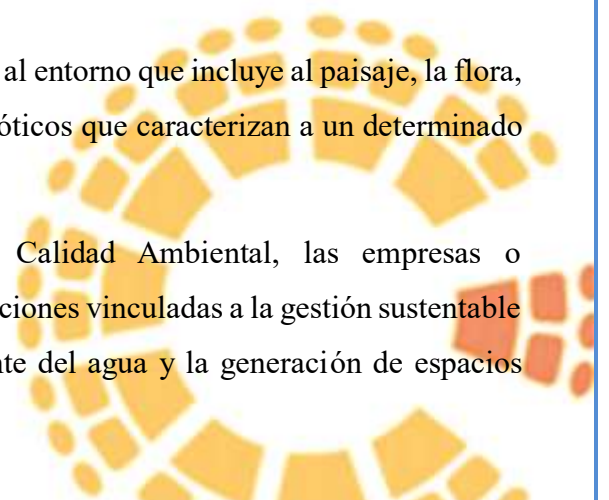 al entorno que incluye al paisaje, la flora,
óticos que caracterizan a un determinado
Calidad Ambiental, las empresas o
ciones vinculadas a la gestión sustentable
te del agua y la generación de espacios